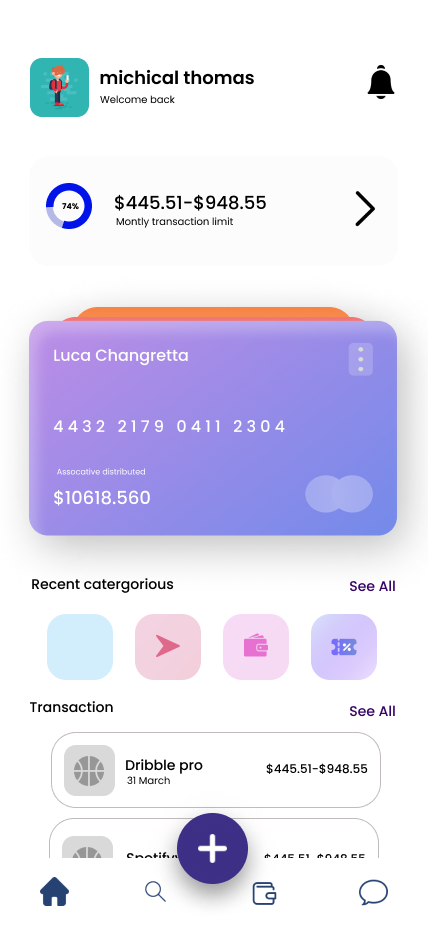 michical thomas
Welcome back
74%
$445.51-$948.55
Montly transaction limit
Luca Changretta
4432 2179 0411 2304
Assocative distributed
$10618.560
Recent catergorious
See All
Transaction
See All
Dribble pro
$445.51-$948.55
31 March
Spotify
$445.51-$948.55